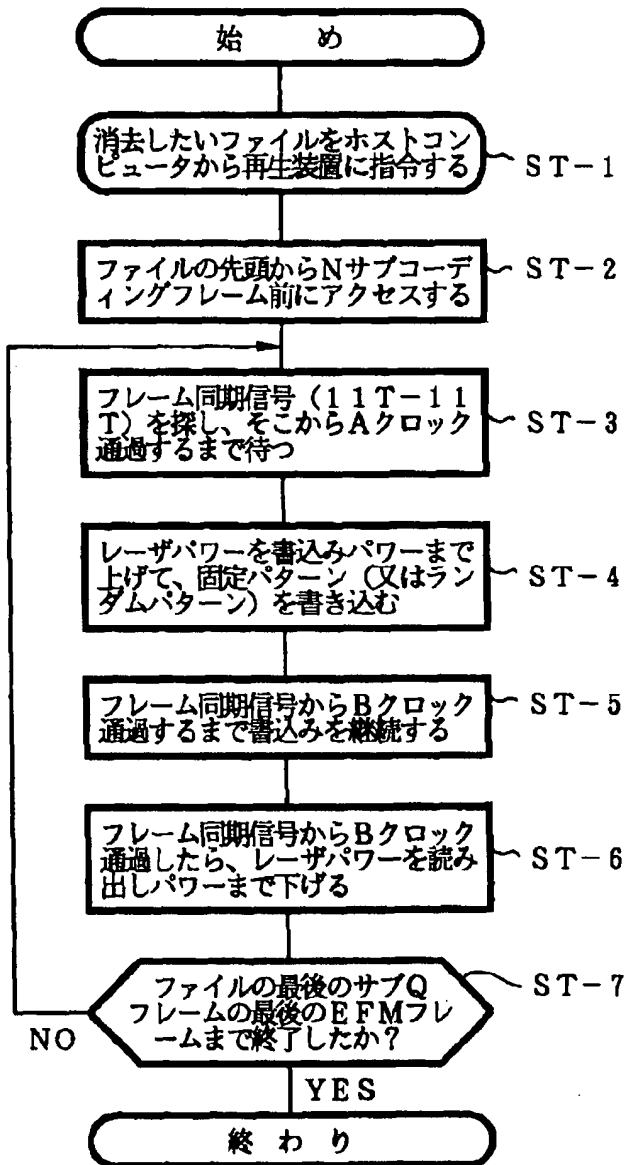 始 め
消去したいファイルをホストコン
ピュータから再生装置に指令する
ST-1
ファイルの先頭からNサブコーデ
ィングフレーム前にアクセスする
ST-2
フレーム同期信号(11T-11
T)を探し、そこからAクロック
通過するまで待つ
ST-3
レーザパワーを書込みパワーまで
上げて、固定パターン(又はラン
ダムパターン)を書き込む
ST-4
フレーム同期信号からBクロック
通過するまで書込みを継続する
ST-5
フレーム同期信号からBクロック
通過したら、レーザパワーを読み
出しパワーまで下げる
ST-6
ファイルの最後のサブQ
フレームの最後のEFMフレ
ームまで終了したか?
ST-7
NO
YES
終 わ り